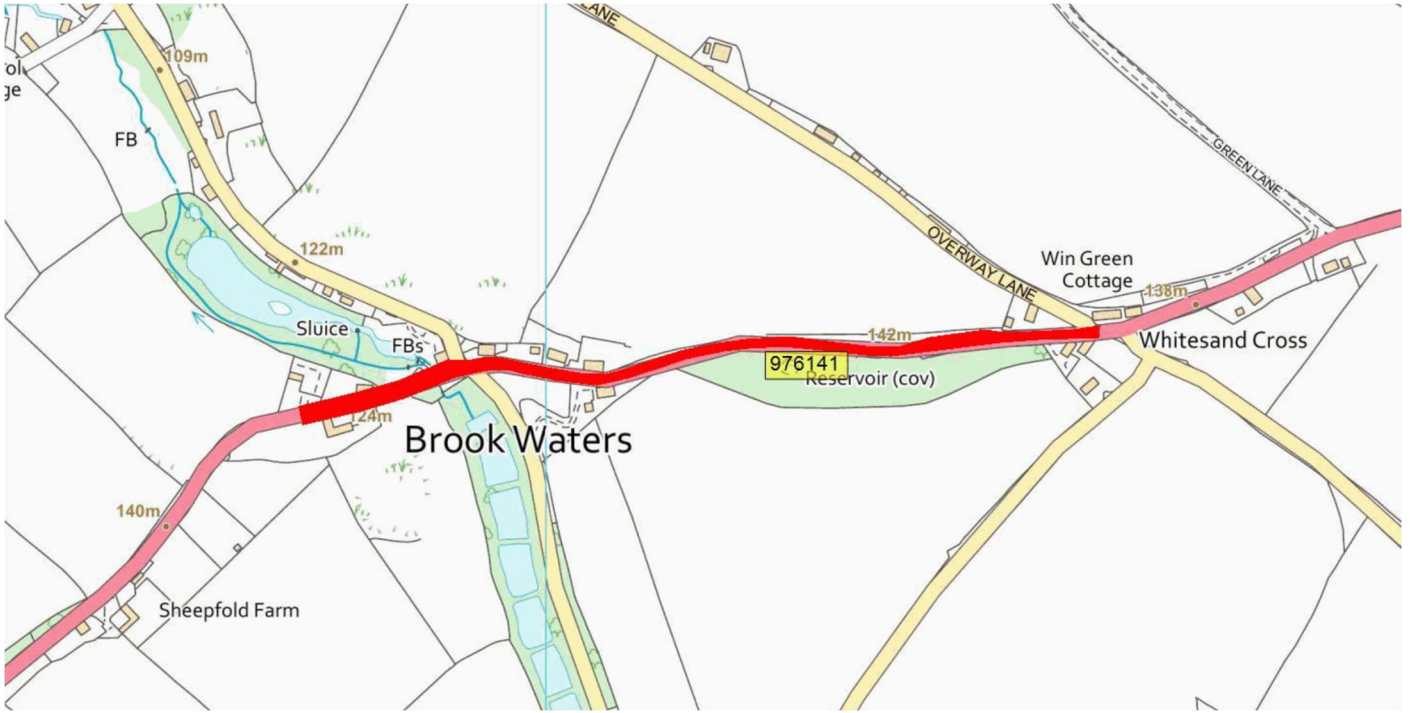 LANE
109m
FB
GREEN LANE
122m
OVERWAY LANE
Win Green
Cottage
138m
Sluice
FBs
142m
Whitesand Cross
976141
Reservoir (cov)
124m
Brook Waters
140m
Sheepfold Farm